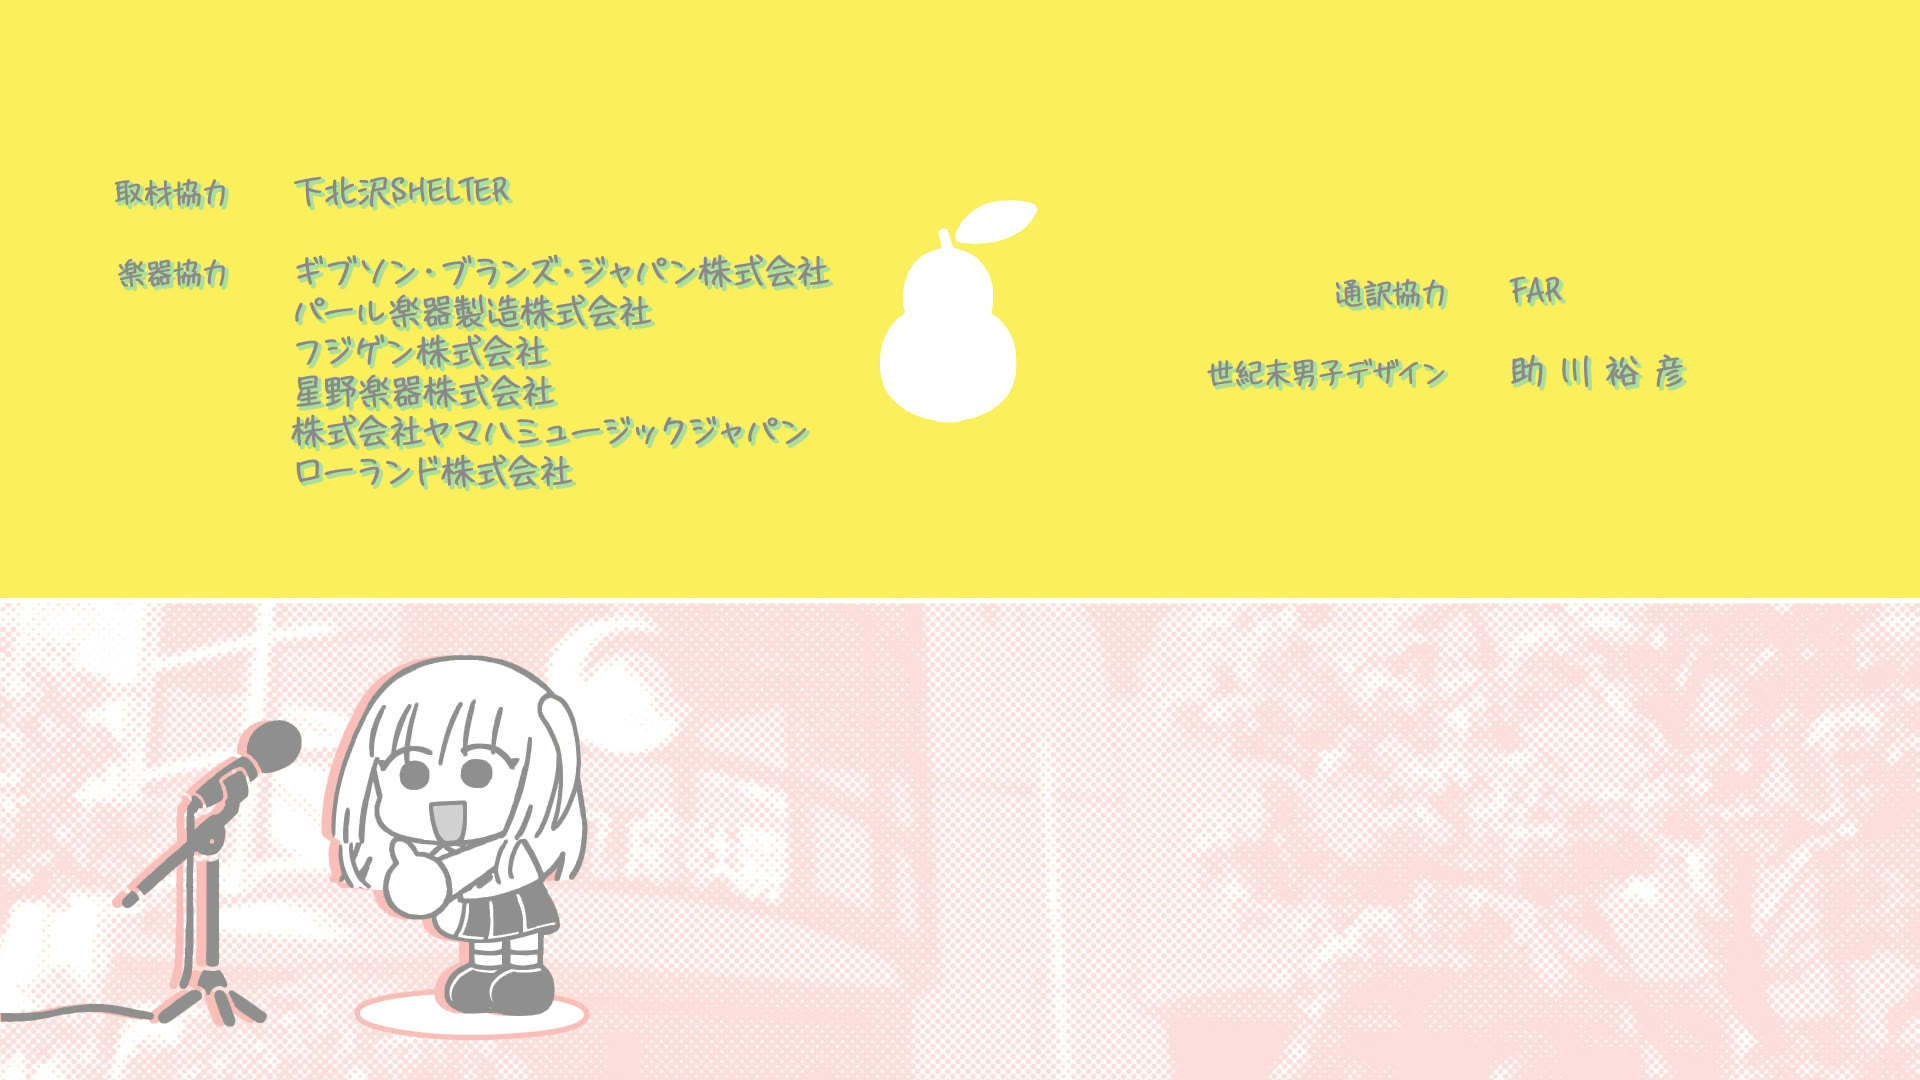 取材協力 下北沢SHELTER
楽器協力 ギブソン・ブランズ・ジャパン株式会社
パール楽器製造株式会社
フジゲン株式会社
星野楽器株式会社
株式会社ヤマハミュージックジャパン
ローランド株式会社
通訳協力 FAR
世紀末男子デザイン 助川裕彦